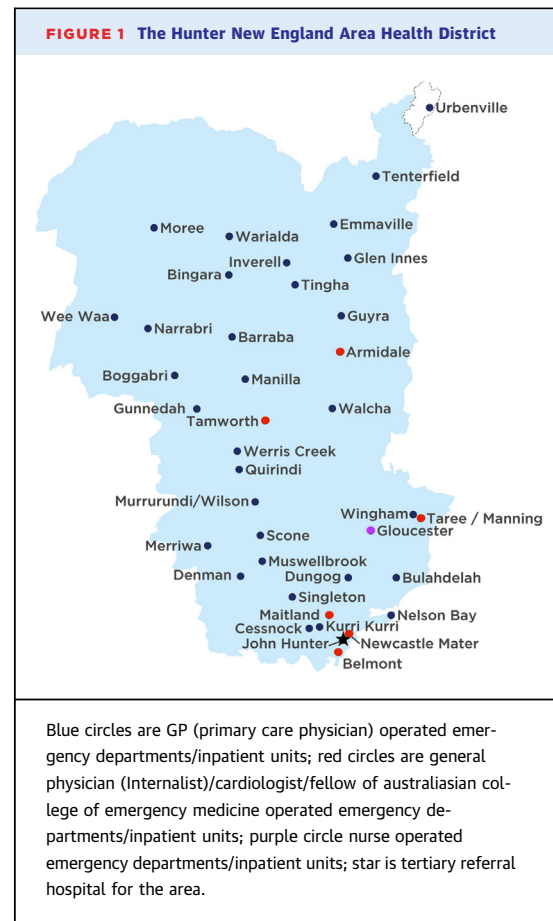 FIGURE 1 The Hunter New England Area Health District
Urbenville
Tenterfield
Moree
Warialda
Emmaville
Inverell
Glen Innes
Bingara
Tingha
Wee Waa
Narrabri
Guyra
Barraba
Armidale
Boggabri
Manilla
Gunnedah
Walcha
Tamworth
Werris Creek
Quirindi
Murrurundi/Wilson
Wingham
Taree / Manning
Gloucester
Scone
Merriwa
Muswellbrook
Denman
Dungog
Bulahdelah
Singleton
Maitland
Nelson Bay
Cessnock
Kurri Kurri
John Hunter
Newcastle Mater
Belmont
Blue circles are GP (primary care physician) operated emer-
gency departments/inpatient units; red circles are general
physician (Internalist)/cardiologist/fellow of australiasian col-
lege of emergency medicine operated emergency de-
partments/inpatient units; purple circle nurse operated
emergency departments/inpatient units; star is tertiary referral
hospital for the area.